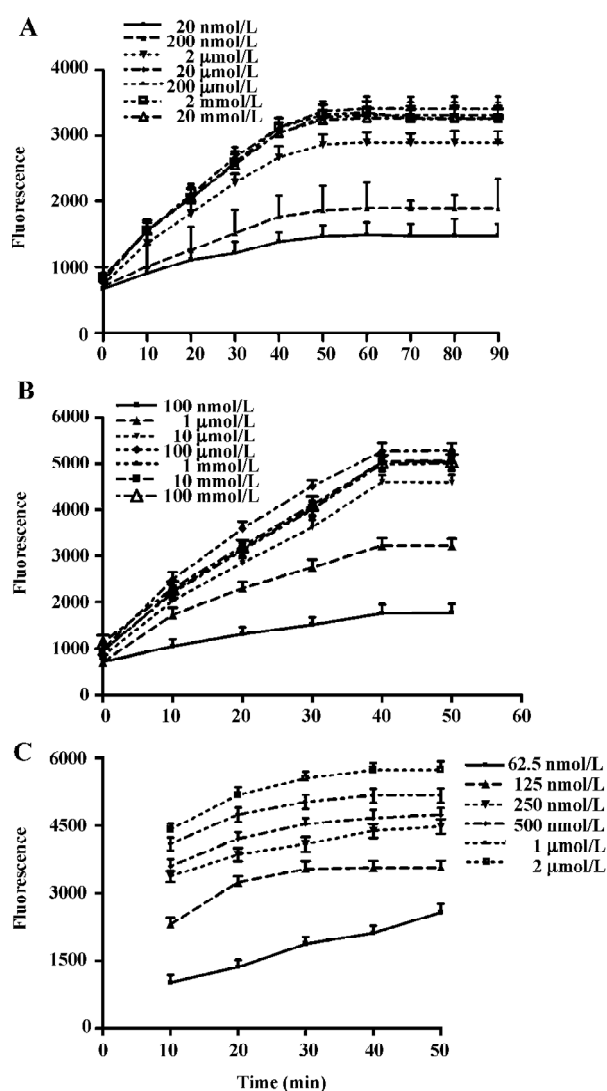 A
20 nmol/L
200 nmol/L
2 μmol/L
20 μmol/L
200 μmol/L
2 mmol/L
20 mmol/L
4000
3000
2000
1000
0
Fluorescence
0 10 20 30 40 50 60 70 80 90
B
100 nmol/L
1 μmol/L
10 μmol/L
100 μmol/L
1 mmol/L
10 mmol/L
100 mmol/L
6000
5000
4000
3000
2000
1000
0
Fluorescence
0 10 20 30 40 50 60
C
62.5 nmol/L
125 nmol/L
250 nmol/L
500 nmol/L
1 μmol/L
2 μmol/L
6000
4500
3000
1500
0
Fluorescence
0 10 20 30 40 50
Time (min)